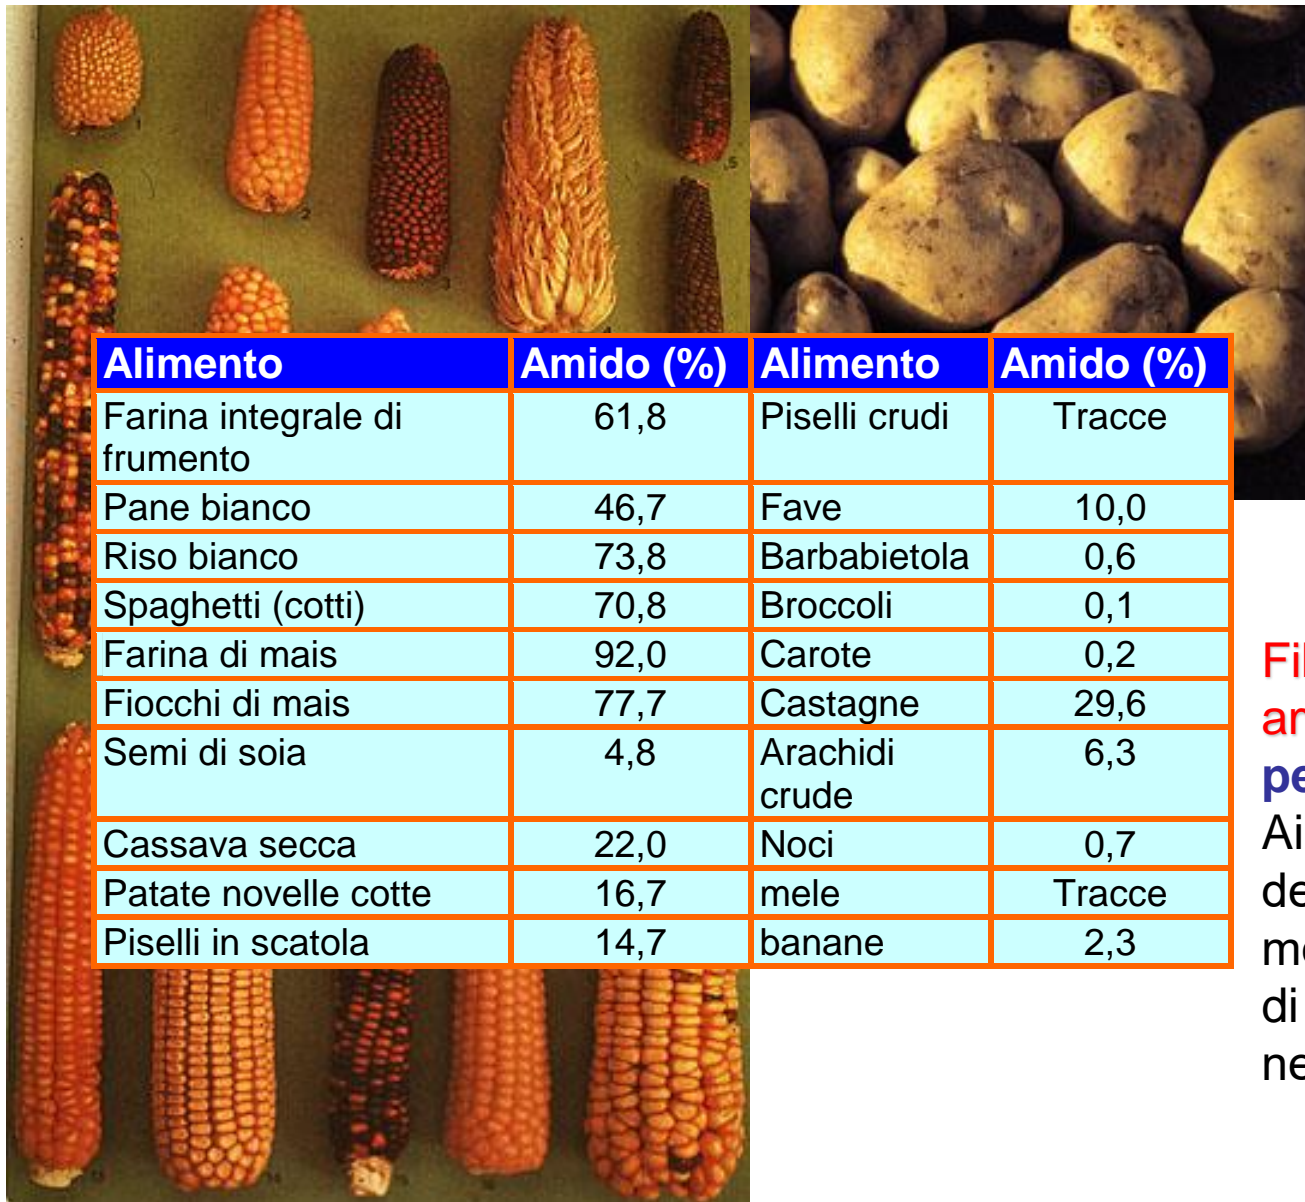 Alimento Amido (%) Alimento Amido (%)
Farina integrale di frumento 61,8 Piselli crudi Tracce
Pane bianco 46,7 Fave 10,0
Riso bianco 73,8 Barbabietola 0,6
Spaghetti (cotti) 70,8 Broccoli 0,1
Farina di mais 92,0 Carote 0,2
Fiocchi di mais 77,7 Castagne 29,6
Semi di soia 4,8 Arachidi crude 6,3
Cassava secca 22,0 Noci 0,7
Patate novelle cotte 16,7 mele Tracce
Piselli in scatola 14,7 banane 2,3
di